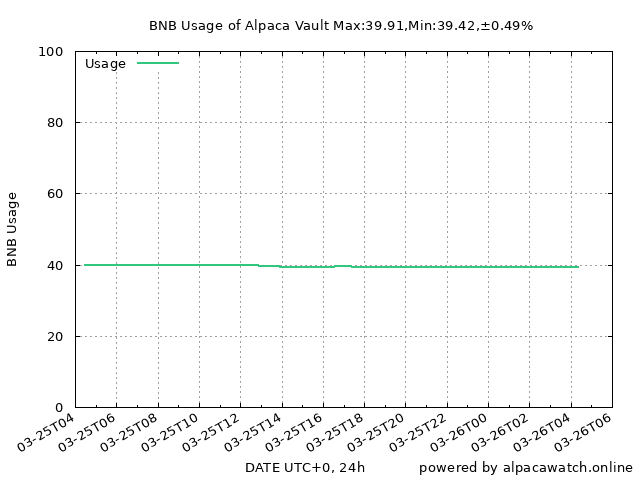 BNB Usage of Alpaca Vault Max:39.91,Min:39.42,±0.49%
Usage
BNB Usage
100
80
60
40
20
0
03-25T04
03-25T06
03-25T08
03-25T10
03-25T12
03-25T14
03-25T16
03-25T18
03-25T20
03-25T22
03-26T00
03-26T02
03-26T04
03-26T06
DATE UTC+0, 24h
powered by alpacawatch.online